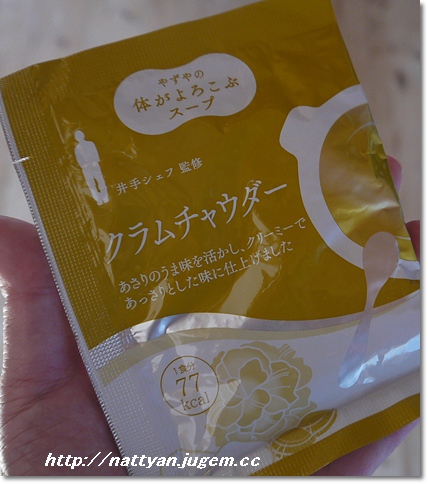 やずやの
体がよろこぶ
スープ
井手シェフ 監修
クラムチャウダー
あさりのうま味を活かし、クリーミーで
あっさりとした味に仕上げました
1食分
77
kcal
http://nattyan.jugem.cc